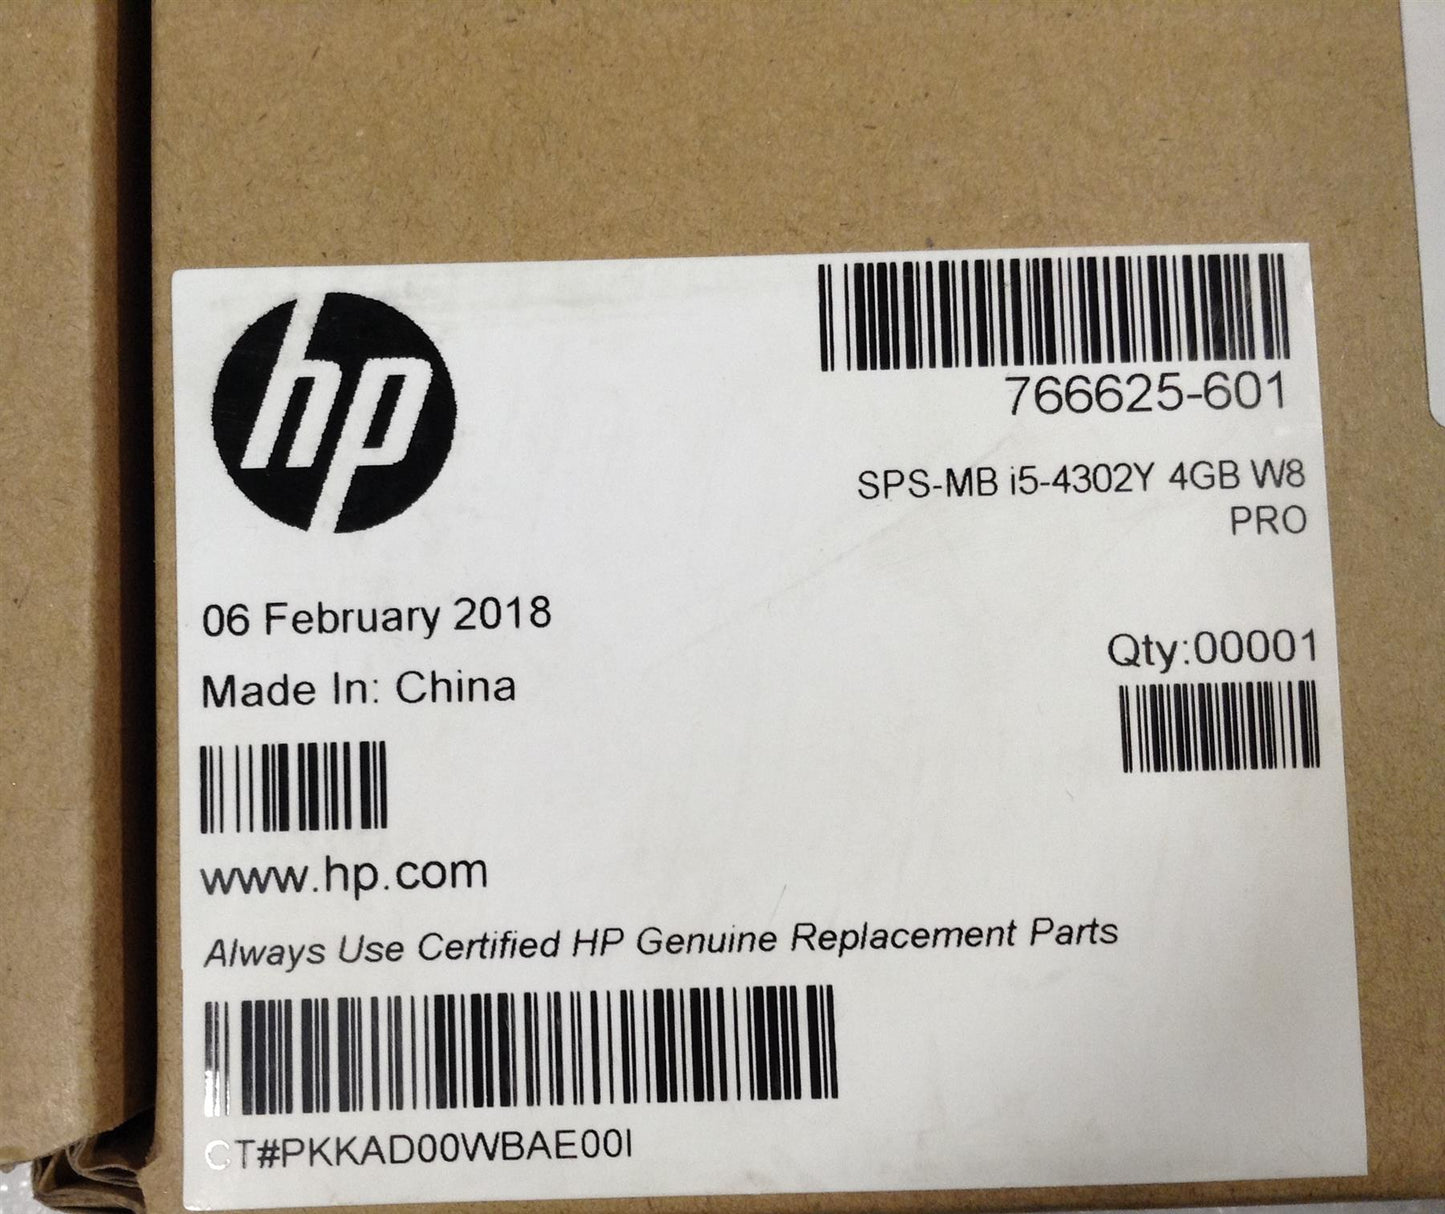 hp
766625-601
SPS-MB i5-4302Y 4GB W8
PRO
06 February 2018
Qty:00001
Made In: China
www.hp.com
Always Use Certified HP Genuine Replacement Parts
CT#PKKAD00WBAE00I